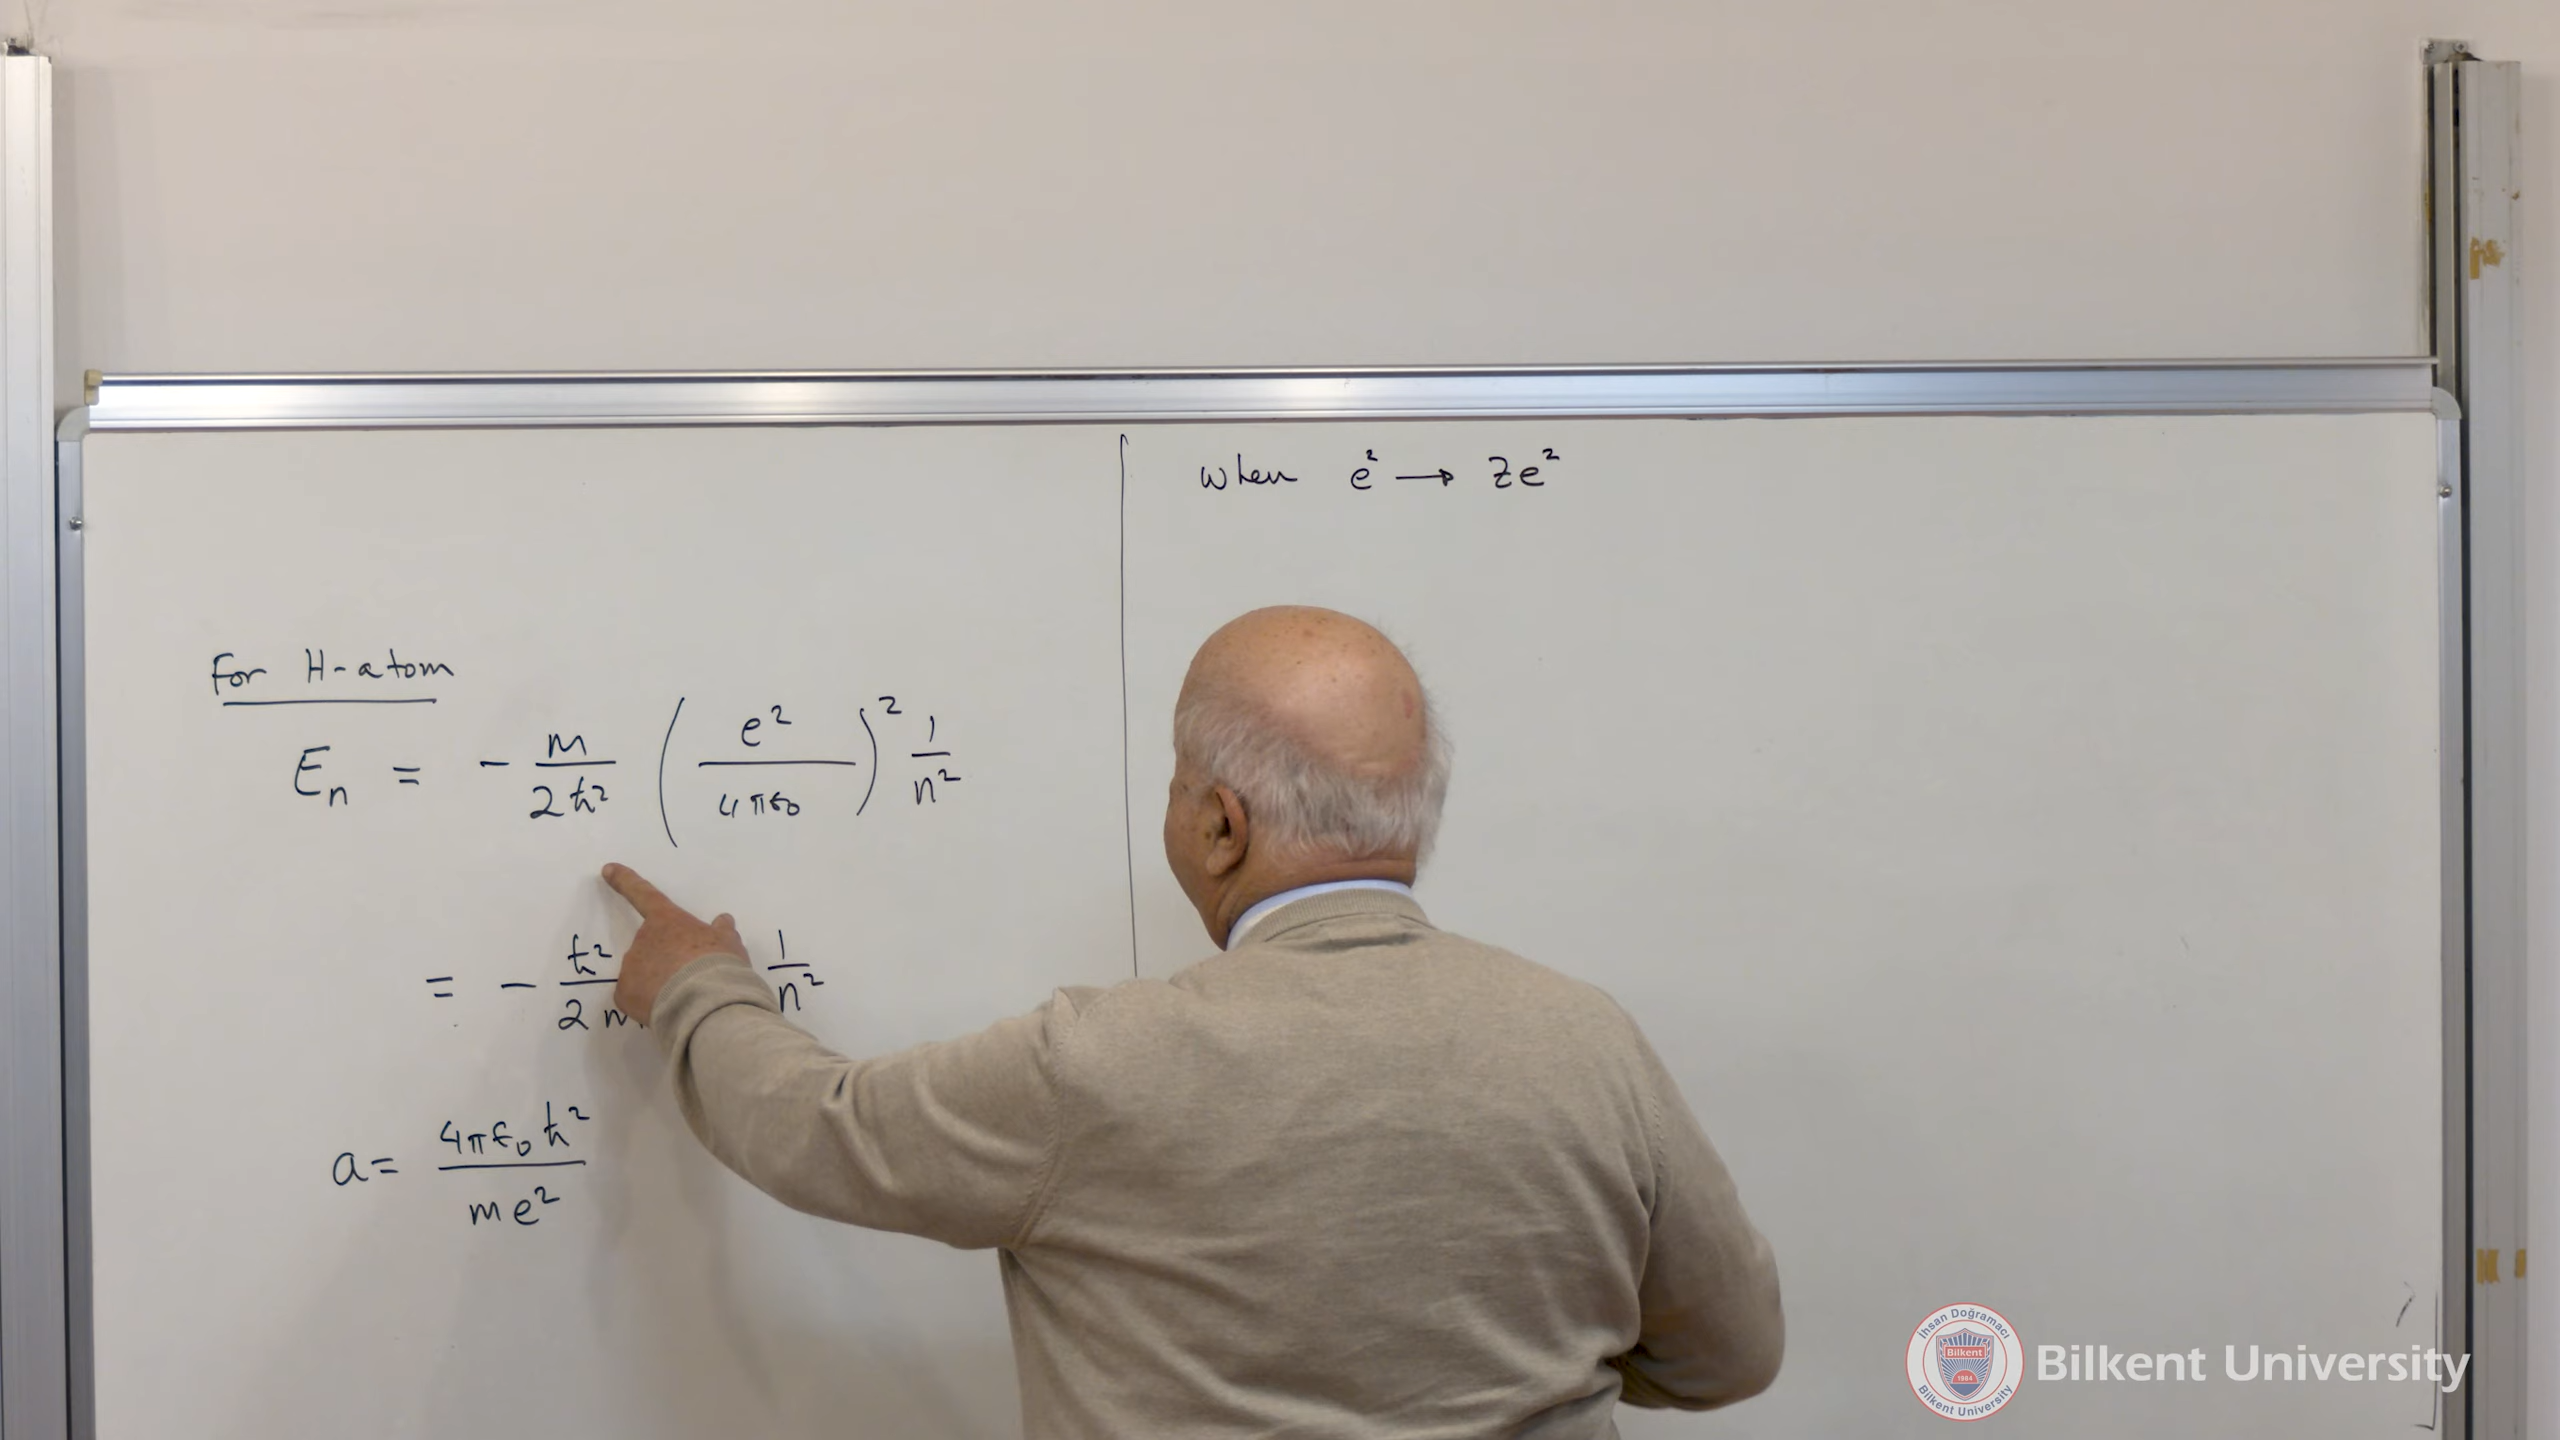 For H-atom
Eₙ = - m/2ħ² (e²/4πε₀)² 1/n²
= - ħ²/2m 1/n²
a = 4πε₀ħ²/me²
when e² → Ze²
İhsan Doğramacı
Bilkent
1984
Bilkent University
Bilkent University